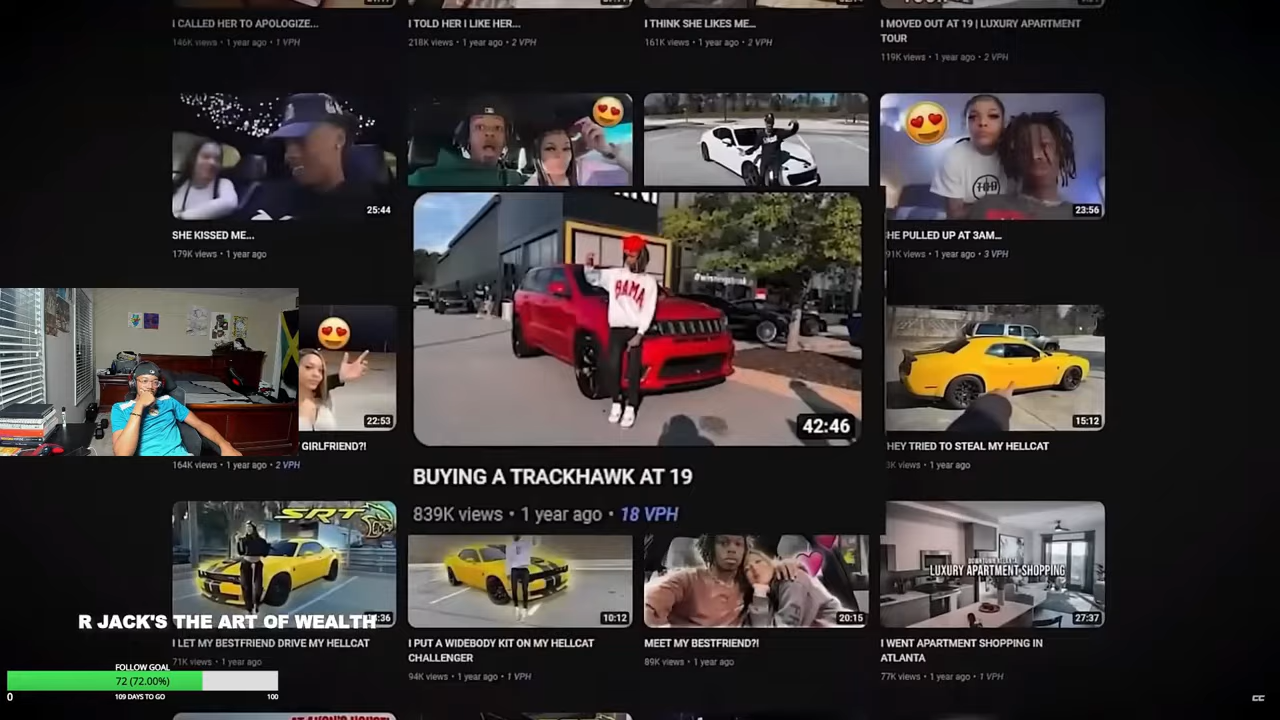 I CALLED HER TO APOLOGIZE...
146K views • 1 year ago • 1 VPH
I TOLD HER I LIKE HER...
218K views • 1 year ago • 2 VPH
I THINK SHE LIKES ME...
161K views • 1 year ago • 2 VPH
I MOVED OUT AT 19 | LUXURY APARTMENT
TOUR
119K views • 1 year ago • 2 VPH
25:44
23:56
SHE KISSED ME...
179K views • 1 year ago
HE PULLED UP AT 3AM...
91K views • 1 year ago • 3 VPH
BAMA
42:46
BUYING A TRACKHAWK AT 19
839K views • 1 year ago • 18 VPH
22:53
GIRLFRIEND?!
164K views • 1 year ago • 2 VPH
15:12
HEY TRIED TO STEAL MY HELLCAT
3K views • 1 year ago
SRT
:36
10:12
20:15
LUXURY APARTMENT SHOPPING
27:37
R JACK'S THE ART OF WEALTH
I LET MY BESTFRIEND DRIVE MY HELLCAT
71K views • 1 year ago
I PUT A WIDEBODY KIT ON MY HELLCAT
CHALLENGER
94K views • 1 year ago • 1 VPH
MEET MY BESTFRIEND?!
89K views • 1 year ago
I WENT APARTMENT SHOPPING IN
ATLANTA
77K views • 1 year ago • 1 VPH
FOLLOW GOAL
72 (72.00%)
0
109 DAYS TO GO
100
CC